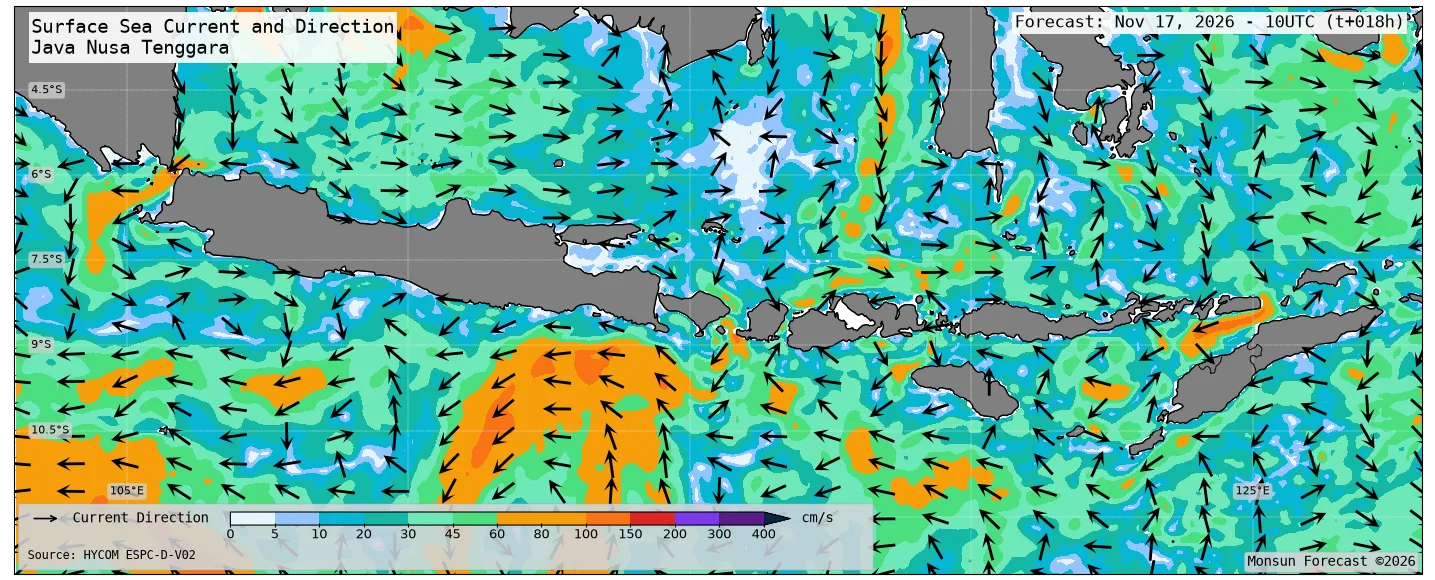 Surface Sea Current and Direction
Java Nusa Tenggara
Forecast: Nov 17, 2026 - 10UTC (t+018h)
4.5°S
6°S
7.5°S
9°S
10.5°S
105°E
125°E
Current Direction
0 5 10 20 30 45 60 80 100 150 200 300 400
cm/s
Source: HYCOM ESPC-D-V02
Monsun Forecast ©2026